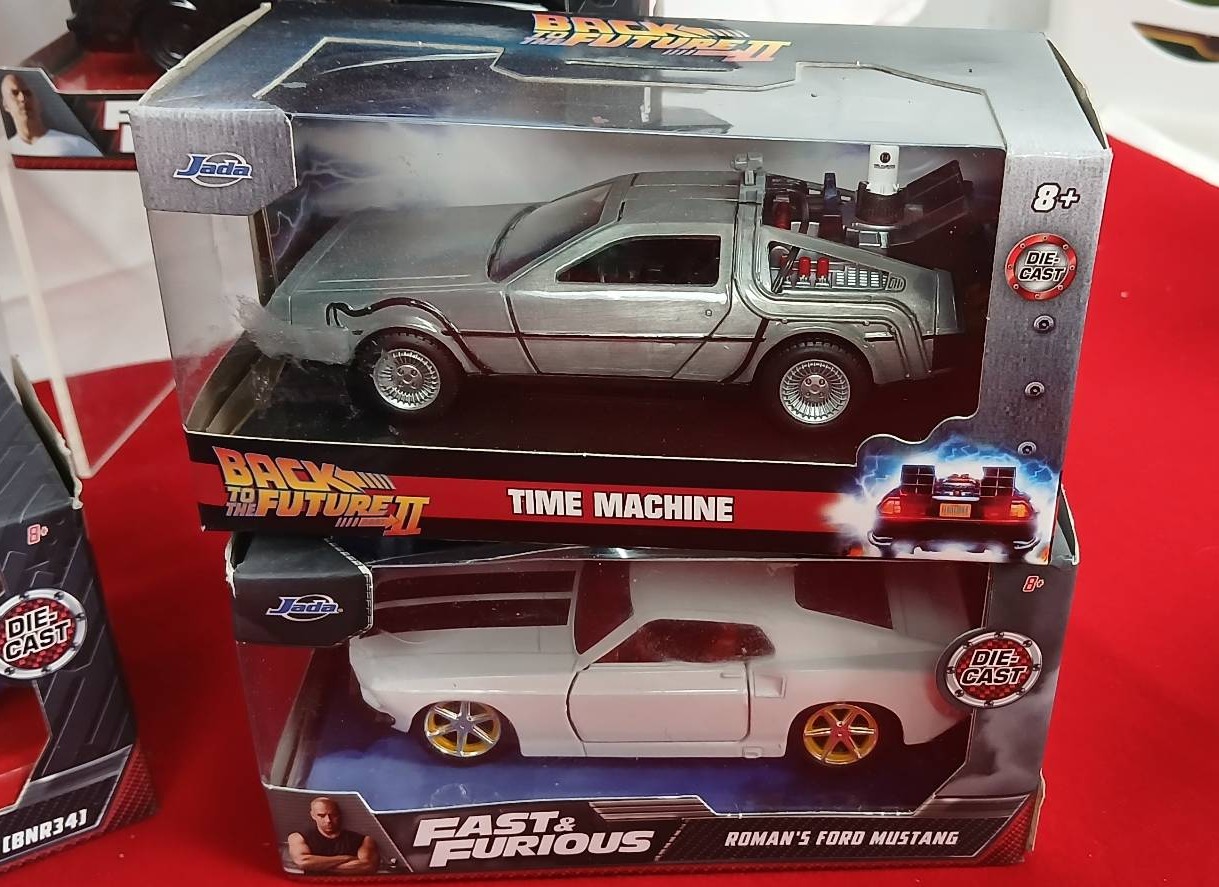 BACK
TO THE FUTURE II
Jada
8+
DIE-
CAST
BACK
TO THE FUTURE II
TIME MACHINE
8+
DIE-
CAST
[BNR34]
Jada
8+
DIE-
CAST
FAST &
FURIOUS
ROMAN'S FORD MUSTANG